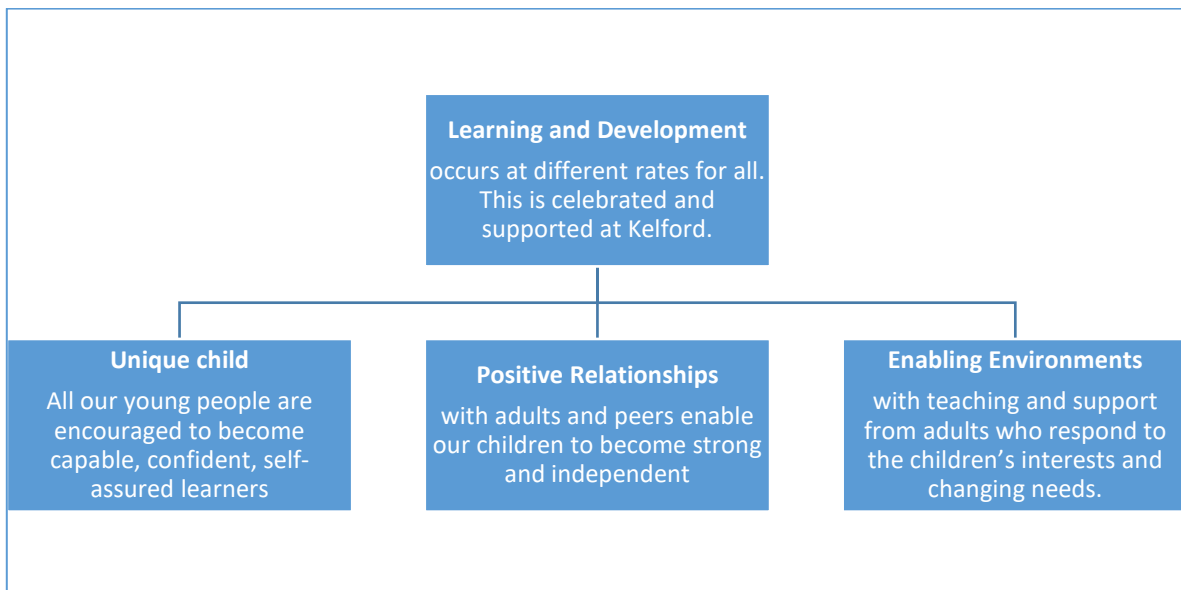 Learning and Development
occurs at different rates for all.
This is celebrated and
supported at Kelford.
Unique child
All our young people are
encouraged to become
capable, confident, self-
assured learners
Positive Relationships
with adults and peers enable
our children to become strong
and independent
Enabling Environments
with teaching and support
from adults who respond to
the children’s interests and
changing needs.